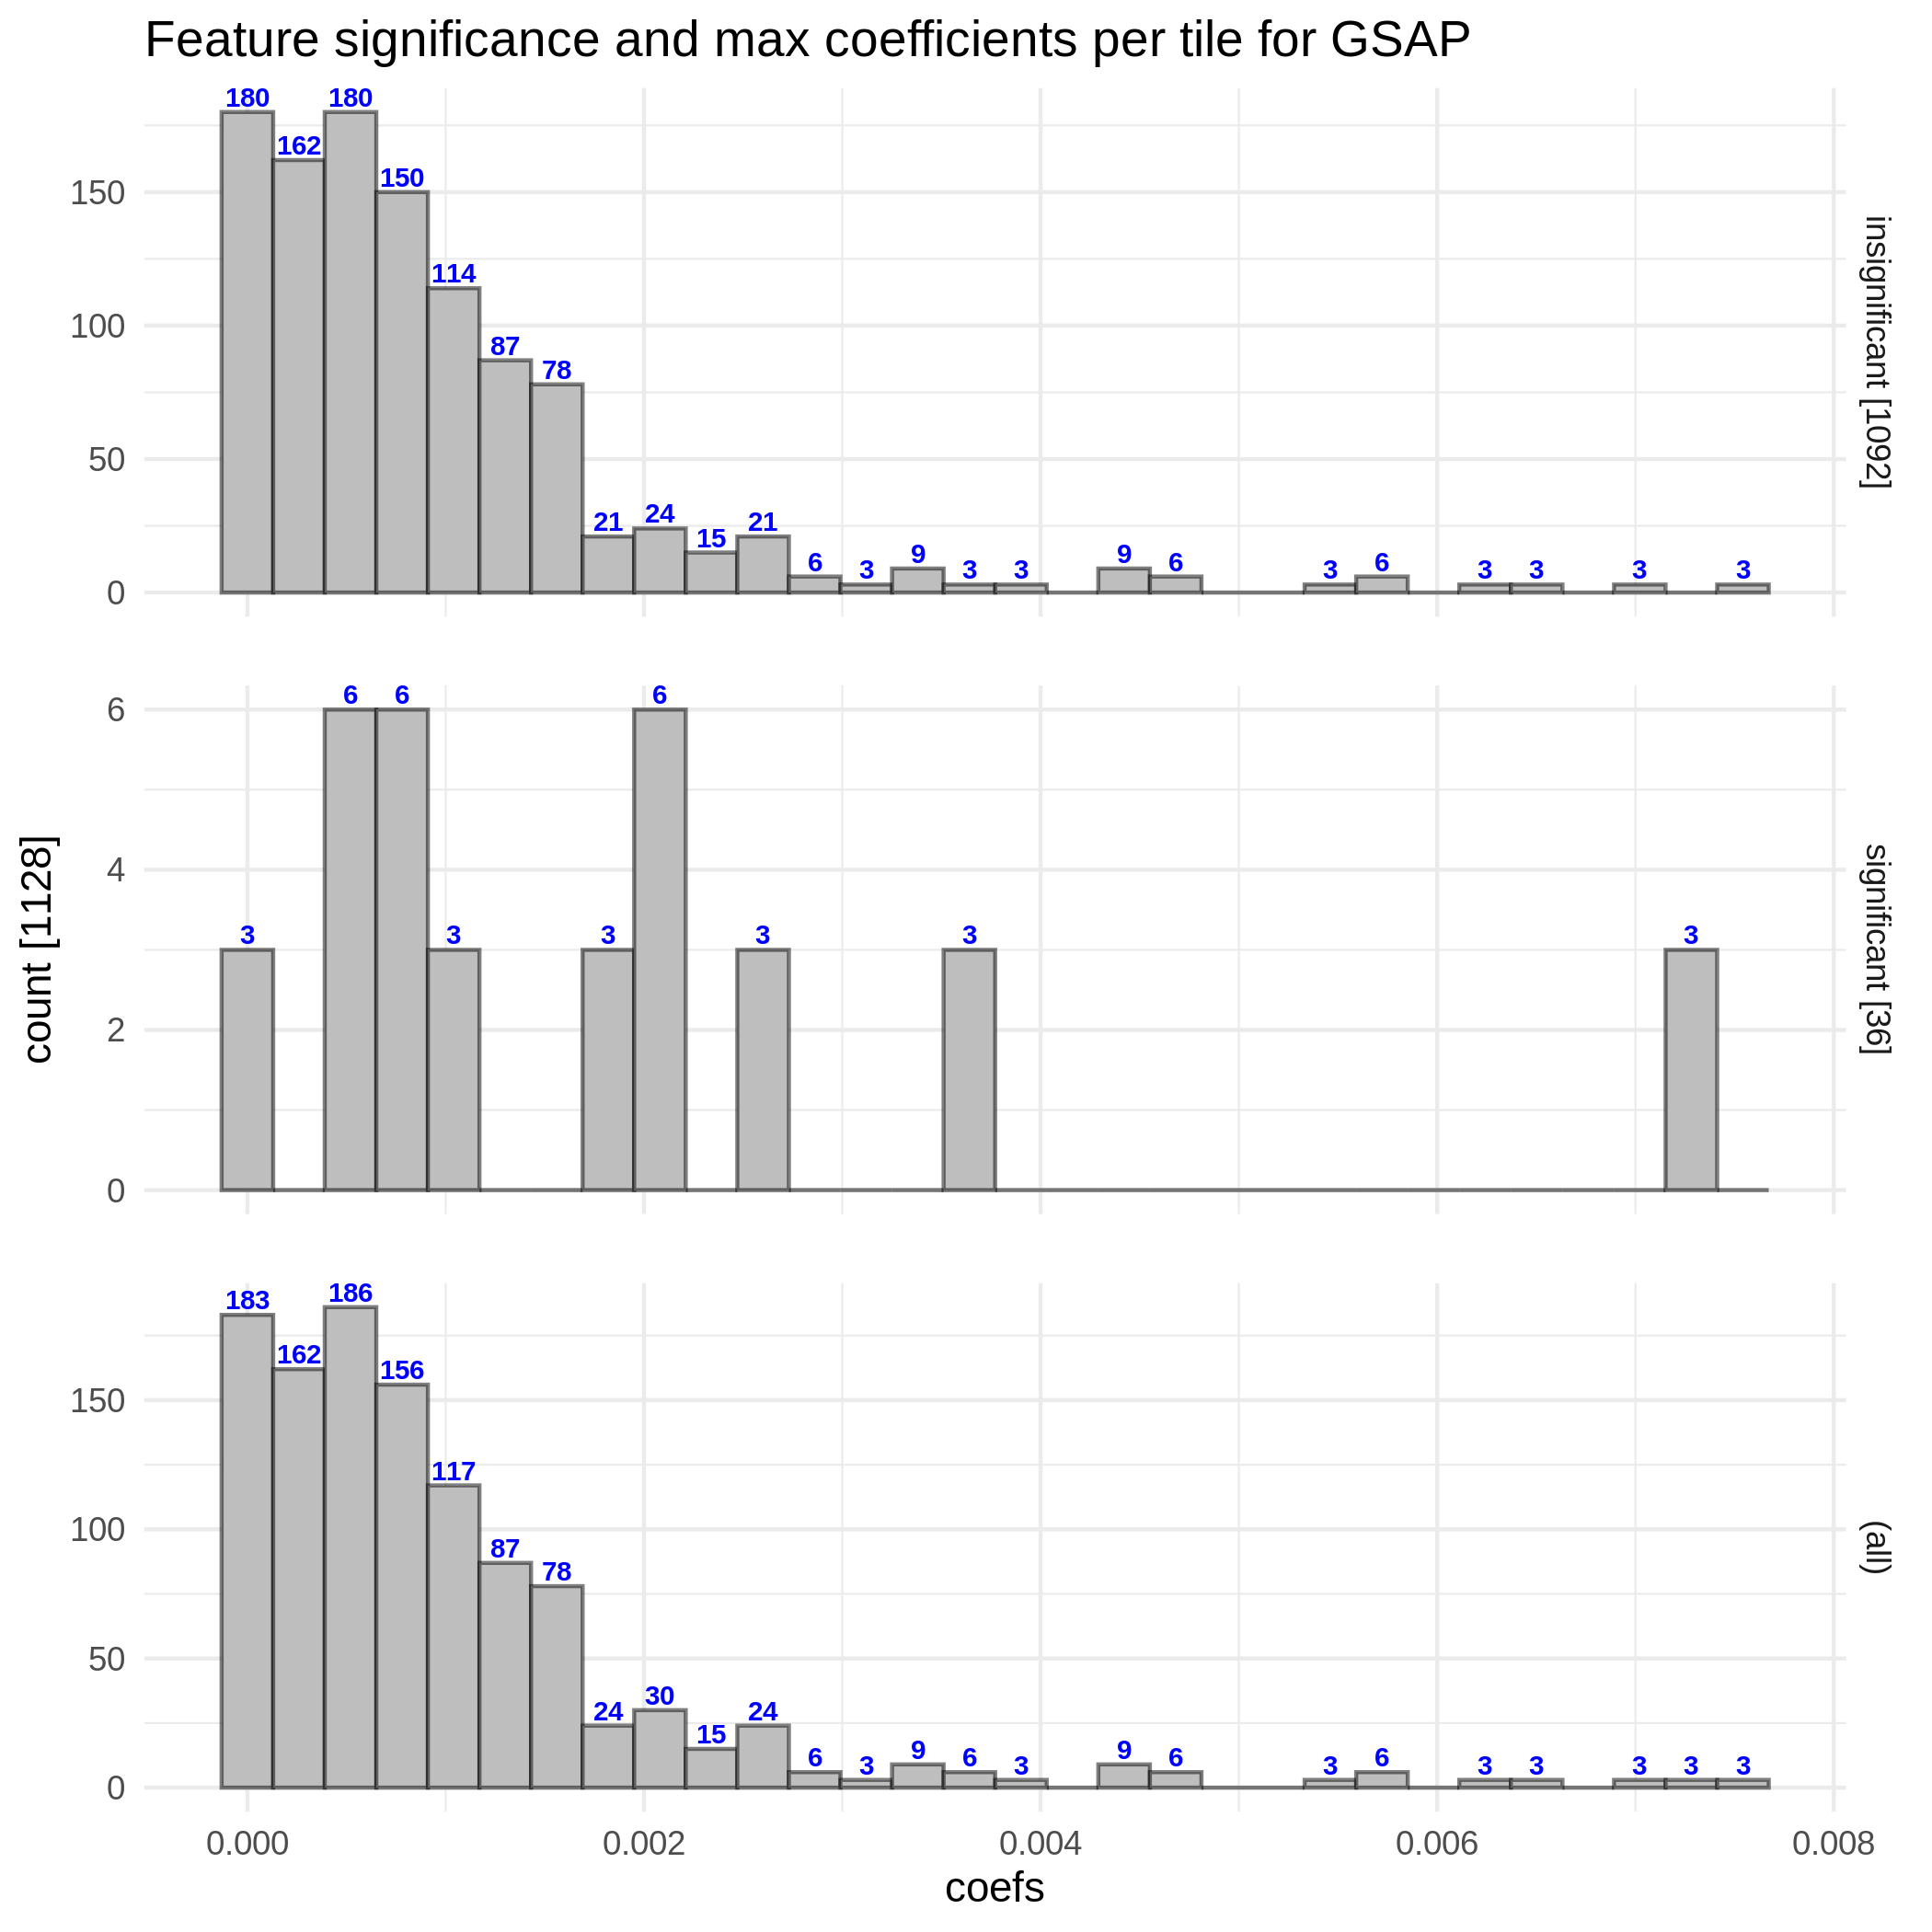 Feature significance and max coefficients per tile for GSAP
180 162 180 150 114 87 78 21 24 15 21 6 3 9 3 3 9 6 3 6 3 3 3 3
150
100
50
0
insignificant [1092]
3 6 6 3 3 6 3 3 3
6
4
2
0
significant [36]
count [1128]
183 162 186 156 117 87 78 24 30 15 24 6 3 9 6 3 9 6 3 6 3 3 3 3 3
150
100
50
0
(all)
0.000 0.002 0.004 0.006 0.008
coefs